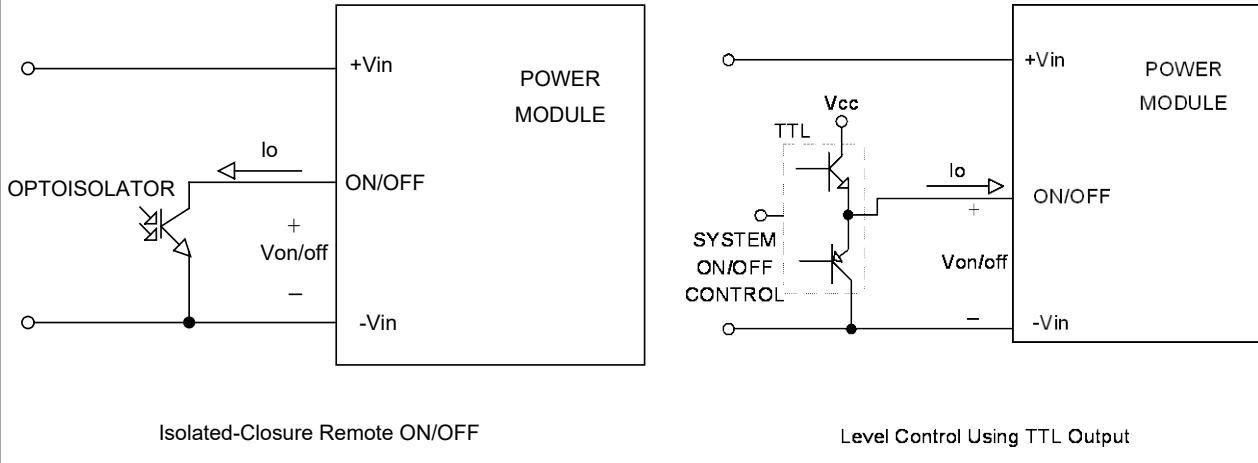 +Vin
POWER
MODULE
Io
ON/OFF
OPTOISOLATOR
+
Von/off
−
-Vin
Isolated-Closure Remote ON/OFF
+Vin
POWER
MODULE
Vcc
TTL
Io
ON/OFF
+
SYSTEM
ON/OFF
CONTROL
Von/off
−
-Vin
Level Control Using TTL Output